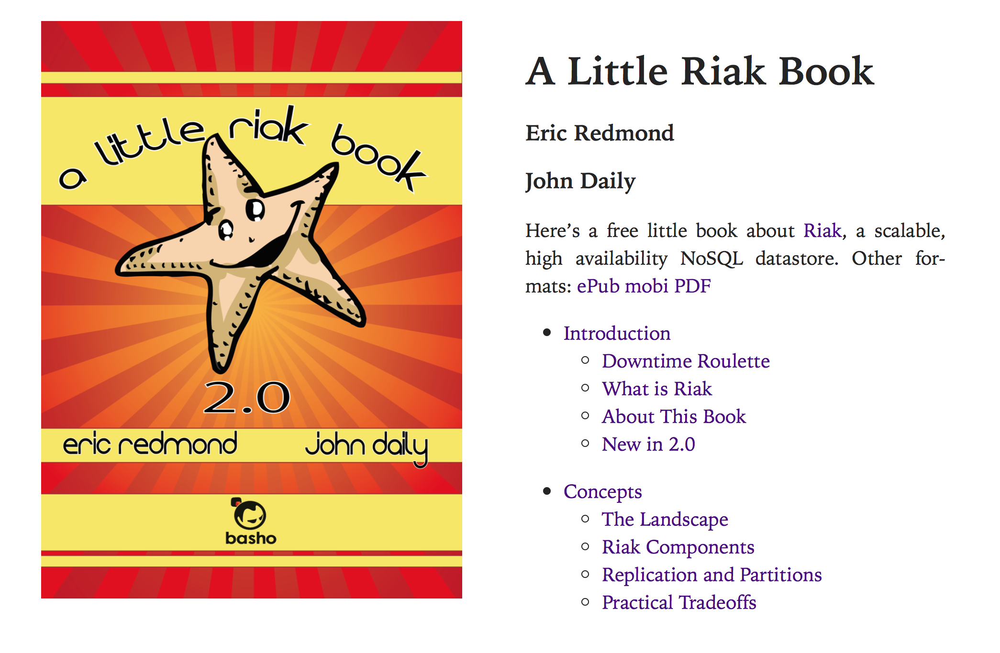 a little riak book
2.0
eric redmond john daily
basho
A Little Riak Book
Eric Redmond
John Daily
Here’s a free little book about Riak, a scalable,
high availability NoSQL datastore. Other for-
mats: ePub mobi PDF
• Introduction
◦ Downtime Roulette
◦ What is Riak
◦ About This Book
◦ New in 2.0
• Concepts
◦ The Landscape
◦ Riak Components
◦ Replication and Partitions
◦ Practical Tradeoffs